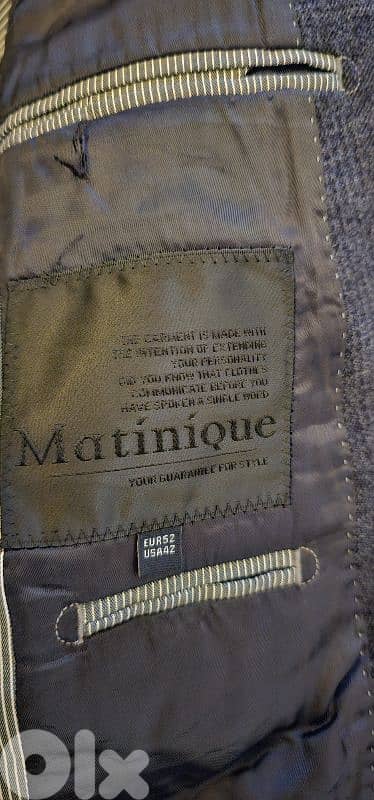 THE GARMENT IS MADE WITH
THE INTENTION OF EXTENDING
YOUR PERSONALITY
DID YOU KNOW THAT CLOTHES
COMMUNICATE BEFORE YOU
HAVE SPOKEN A SINGLE WORD
Matinique
YOUR GUARANTEE FOR STYLE
EUR52
USA42
OLX